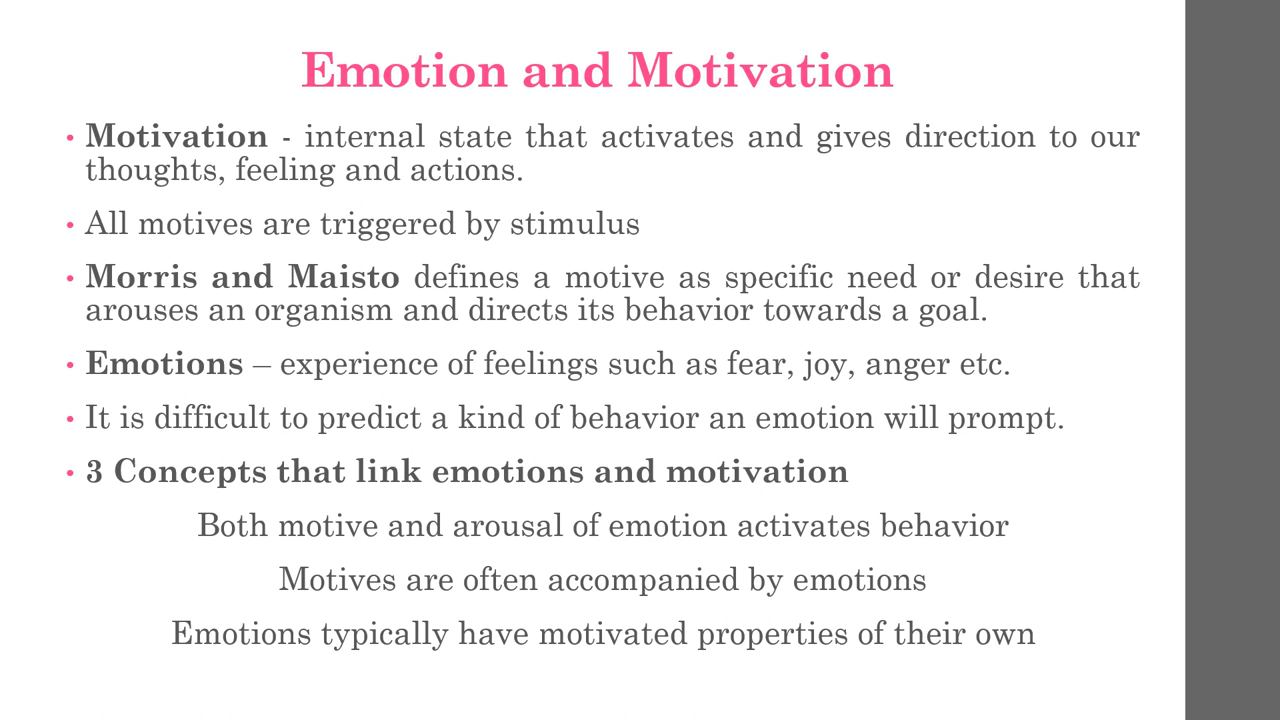 Emotion and Motivation
• Motivation - internal state that activates and gives direction to our
thoughts, feeling and actions.
• All motives are triggered by stimulus
• Morris and Maisto defines a motive as specific need or desire that
arouses an organism and directs its behavior towards a goal.
• Emotions – experience of feelings such as fear, joy, anger etc.
• It is difficult to predict a kind of behavior an emotion will prompt.
• 3 Concepts that link emotions and motivation
Both motive and arousal of emotion activates behavior
Motives are often accompanied by emotions
Emotions typically have motivated properties of their own